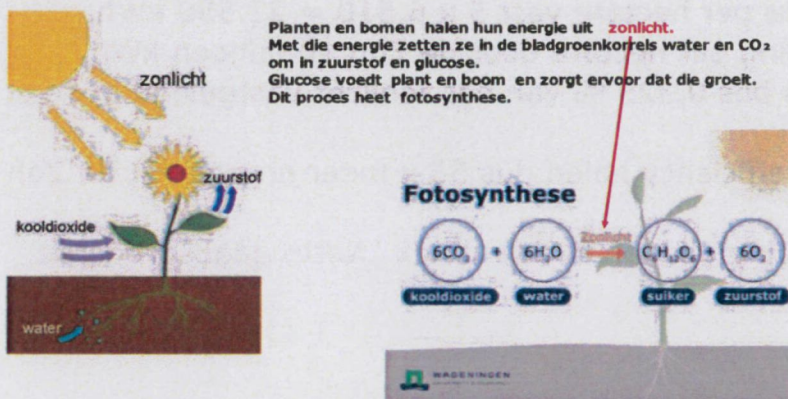 Planten en bomen halen hun energie uit zonlicht.
Met die energie zetten ze in de bladgroenkorrels water en CO₂
om in zuurstof en glucose.
Glucose voedt plant en boom en zorgt ervoor dat die groeit.
Dit proces heet fotosynthese.
zonlicht
zuurstof
kooldioxide
water
Fotosynthese
Zonlicht
6CO₂ + 6H₂O → C₆H₁₂O₆ + 6O₂
kooldioxide water suiker zuurstof
WAGENINGEN